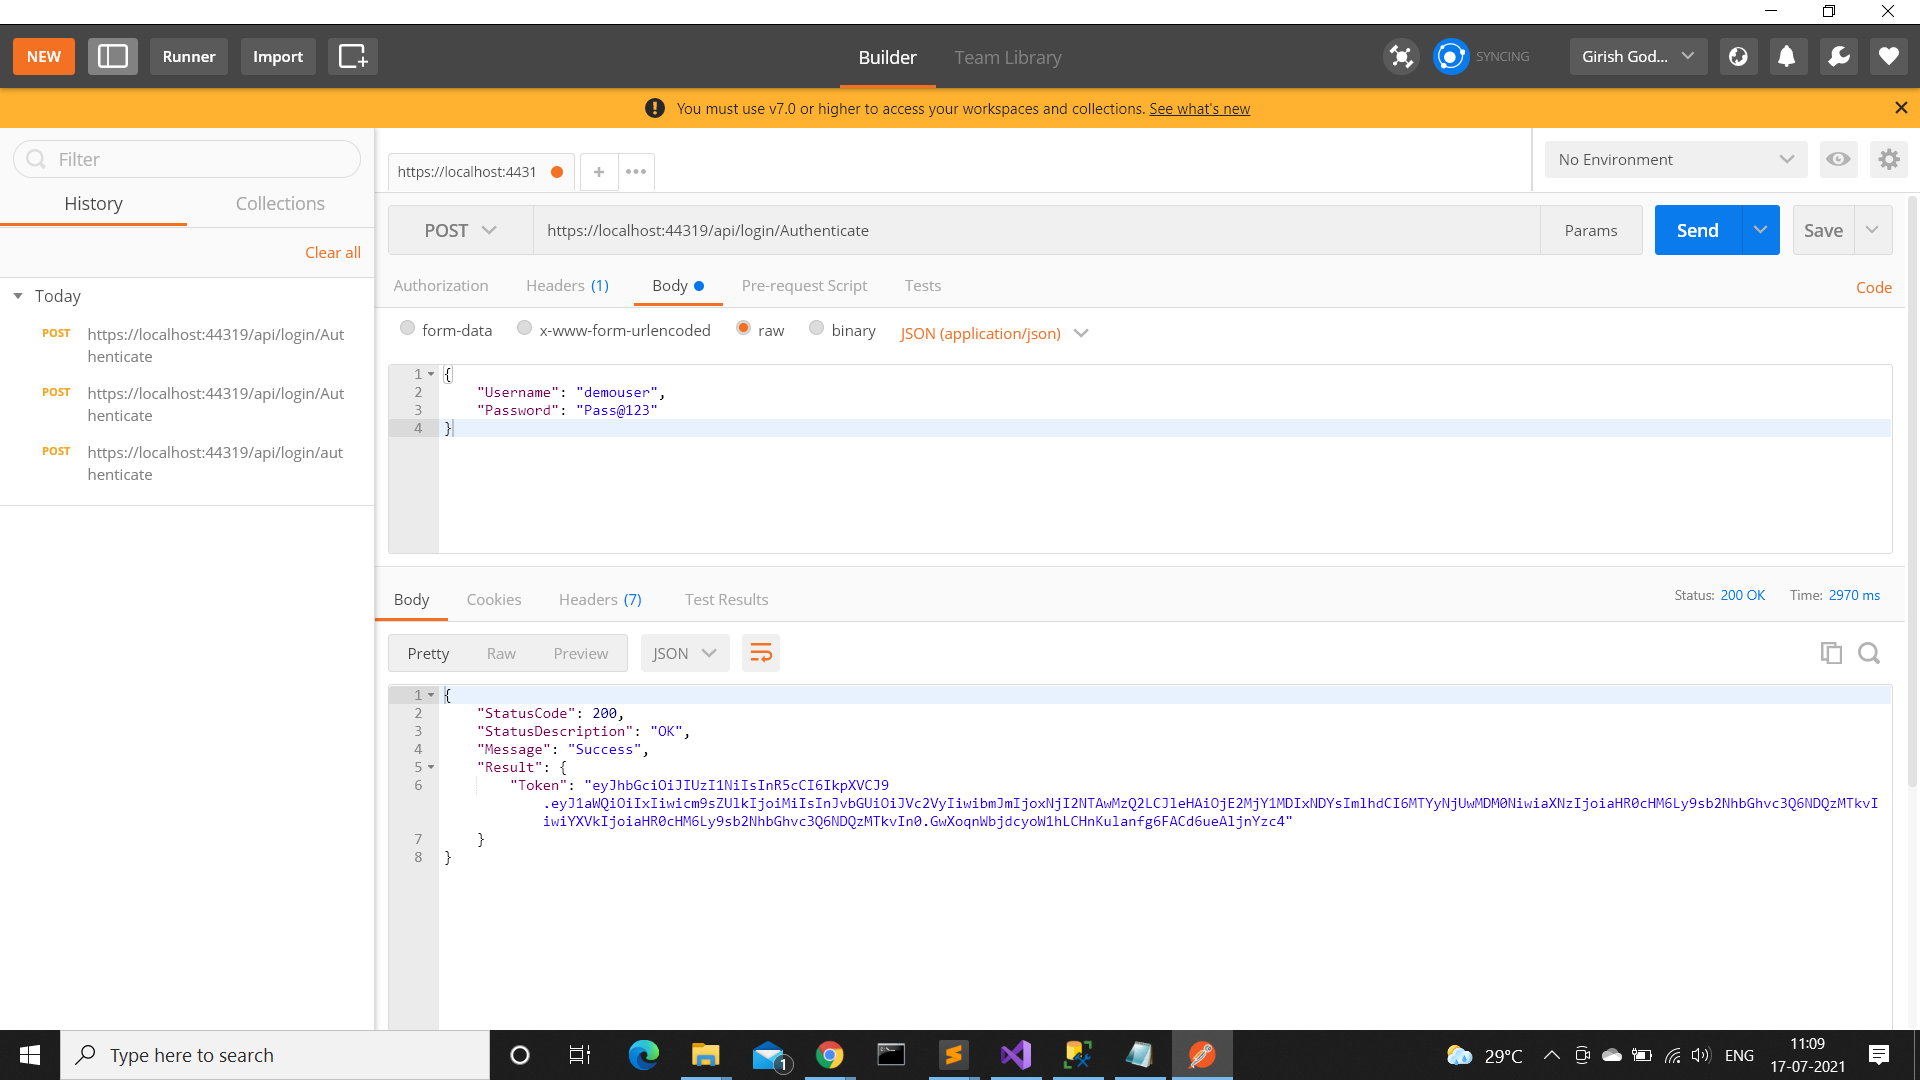 NEW
Runner
Import
Builder
Team Library
SYNCING
Girish God...
You must use v7.0 or higher to access your workspaces and collections. See what's new
Filter
History
Collections
Clear all
Today
POST https://localhost:44319/api/login/Aut
henticate
POST https://localhost:44319/api/login/Aut
henticate
POST https://localhost:44319/api/login/aut
henticate
https://localhost:4431
No Environment
POST
https://localhost:44319/api/login/Authenticate
Params
Send
Save
Authorization
Headers (1)
Body
Pre-request Script
Tests
Code
form-data
x-www-form-urlencoded
raw
binary
JSON (application/json)
1 {
2 "Username": "demouser",
3 "Password": "Pass@123"
4 }
Body
Cookies
Headers (7)
Test Results
Status: 200 OK
Time: 2970 ms
Pretty
Raw
Preview
JSON
1 {
2 "StatusCode": 200,
3 "StatusDescription": "OK",
4 "Message": "Success",
5 "Result": {
6 "Token": "eyJhbGciOiJIUzI1NiIsInR5cCI6IkpXVCJ9
.eyJ1aWQiOiIxIiwicm9sZUlkIjoiMiIsInJvbGUiOiJVc2VyIiwibmJmIjoxNjI2NTAwMzQ2LCJleHAiOjE2MjY1MDIxNDYsImlhdCI6MTYyNjUwMDM0NiwiaXNzIjoiaHR0cHM6Ly9sb2NhbGhvc3Q6NDQzMTkvI
iwiYXVkIjoiaHR0cHM6Ly9sb2NhbGhvc3Q6NDQzMTkvIn0.GwXoqnWbjdcyoW1hLCHnKulanfg6FACd6ueAljnYzc4"
7 }
8 }
Type here to search
1
29°C
ENG
11:09
17-07-2021